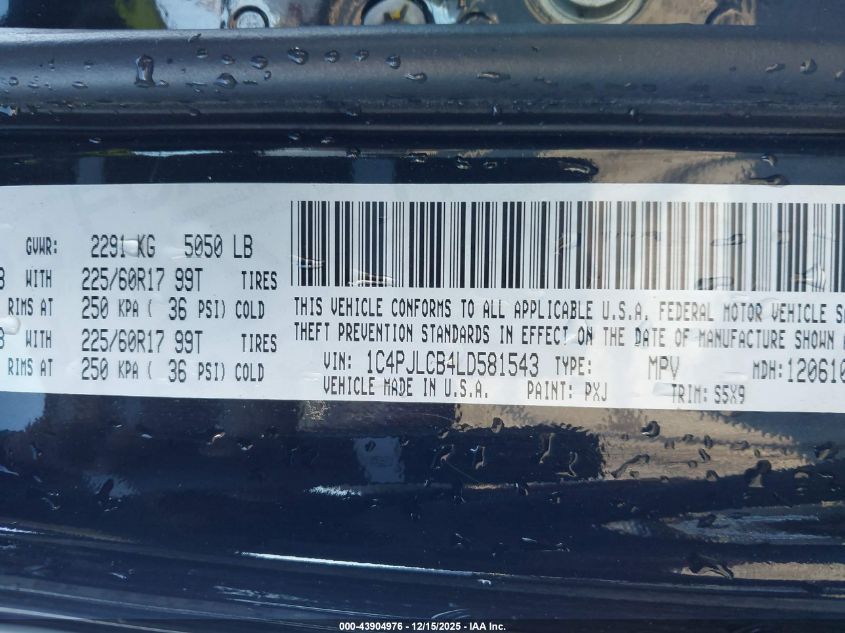 GVWR: 2291 KG 5050 LB
WITH 225/60R17 99T TIRES
RIMS AT 250 KPA ( 36 PSI) COLD
WITH 225/60R17 99T TIRES
RIMS AT 250 KPA ( 36 PSI) COLD
THIS VEHICLE CONFORMS TO ALL APPLICABLE U.S.A. FEDERAL MOTOR VEHICLE
THEFT PREVENTION STANDARDS IN EFFECT ON THE DATE OF MANUFACTURE SHOWN
VIN: 1C4PJLCB4LD581543 TYPE: MPV MDH: 120610
VEHICLE MADE IN U.S.A. PAINT: PXJ TRIM: S5X9
000-43904976 - 12/15/2025 - IAA Inc.